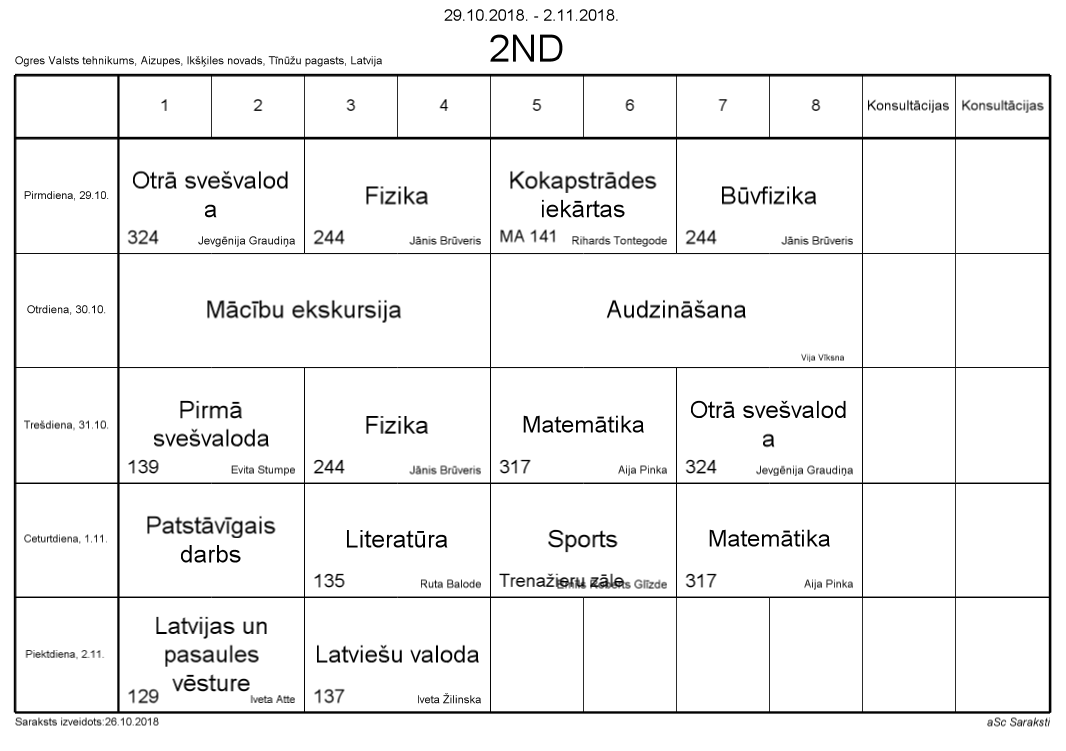 29.10.2018. - 2.11.2018.
2ND
Ogres Valsts tehnikums, Aizupes, Ikšķiles novads, Tīnūžu pagasts, Latvija
1 2 3 4 5 6 7 8 Konsultācijas Konsultācijas
Pirmdiena, 29.10.
Otrā svešvalod
a
324 Jevgēnija Graudiņa
Fizika
244 Jānis Brūveris
Kokapstrādes
iekārtas
MA 141 Rihards Tontegode
Būvfizika
244 Jānis Brūveris
Otrdiena, 30.10.
Mācību ekskursija
Audzināšana
Vija Vīksna
Trešdiena, 31.10.
Pirmā
svešvaloda
139 Evita Stumpe
Fizika
244 Jānis Brūveris
Matemātika
317 Aija Pinka
Otrā svešvalod
a
324 Jevgēnija Graudiņa
Ceturtdiena, 1.11.
Patstāvīgais
darbs
Literatūra
135 Ruta Balode
Sports
Trenažieru zāle Glīzde
Matemātika
317 Aija Pinka
Piektdiena, 2.11.
Latvijas un
pasaules
vēsture
129 Iveta Atte
Latviešu valoda
137 Iveta Žilinska
Saraksts izveidots:26.10.2018
aSc Saraksti